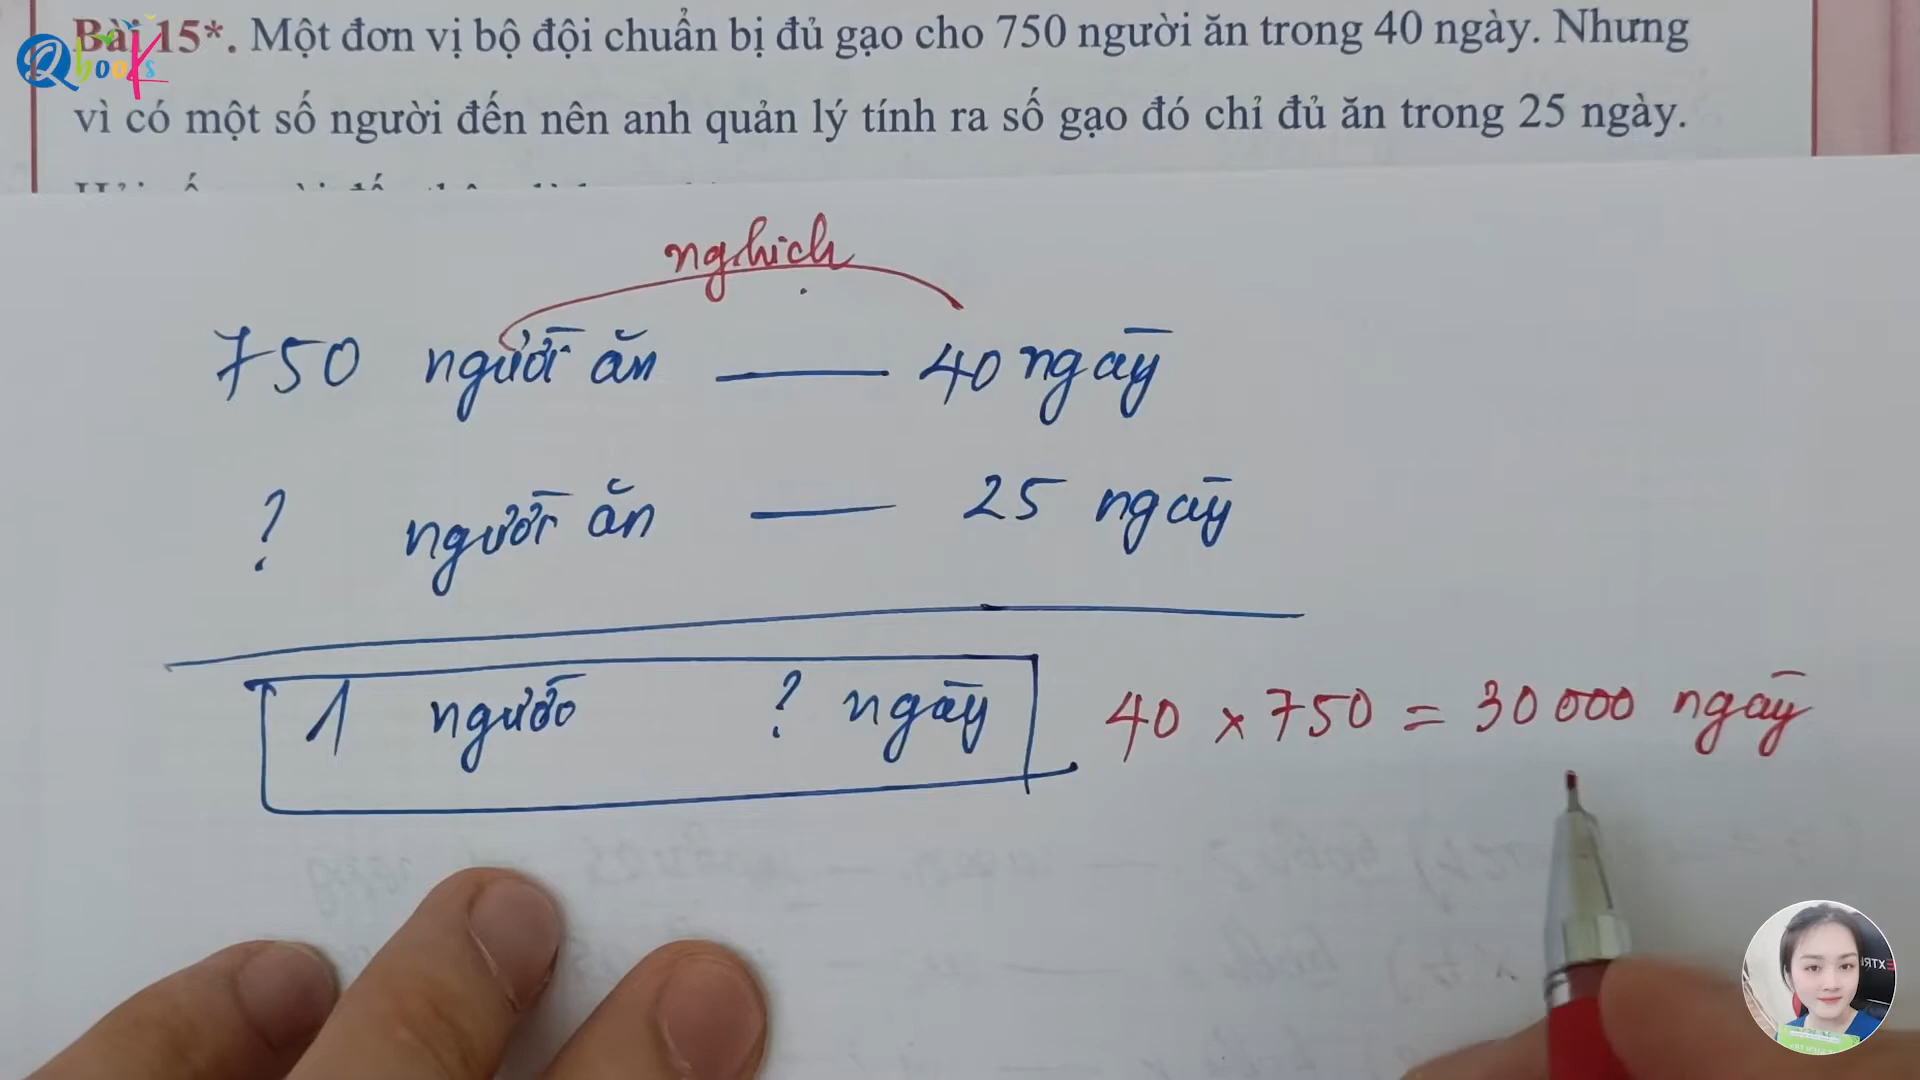 Qbooks
Bài 15*. Một đơn vị bộ đội chuẩn bị đủ gạo cho 750 người ăn trong 40 ngày. Nhưng
vì có một số người đến nên anh quản lý tính ra số gạo đó chỉ đủ ăn trong 25 ngày.
nghịch
750 người ăn — 40 ngày
? người ăn — 25 ngày
1 người ? ngày 40 x 750 = 30 000 ngày